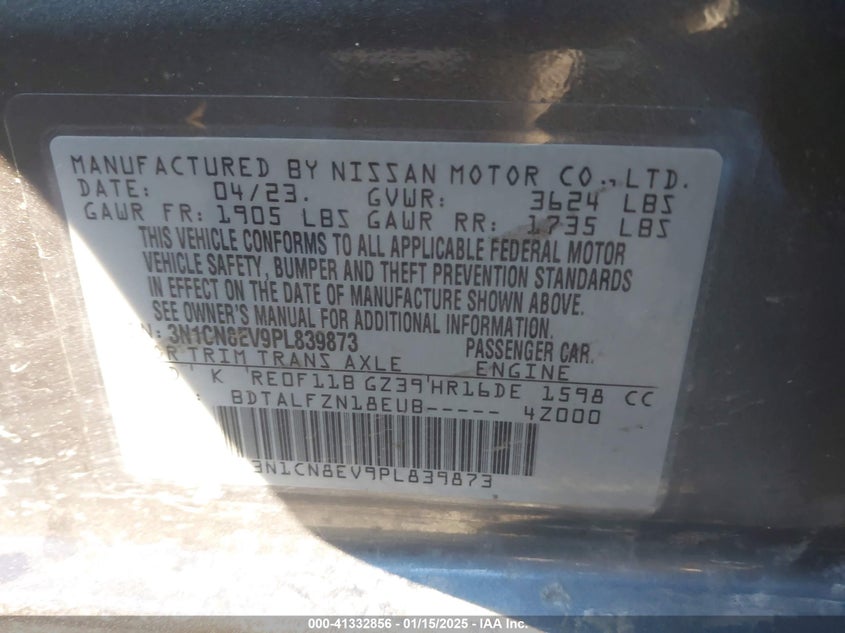 MANUFACTURED BY NISSAN MOTOR CO., LTD.
DATE: 04/23. GVWR: 3624 LBS
GAWR FR: 1905 LBS GAWR RR: 1735 LBS
THIS VEHICLE CONFORMS TO ALL APPLICABLE FEDERAL MOTOR
VEHICLE SAFETY, BUMPER AND THEFT PREVENTION STANDARDS
IN EFFECT ON THE DATE OF MANUFACTURE SHOWN ABOVE.
SEE OWNER'S MANUAL FOR ADDITIONAL INFORMATION.
3N1CN8EV9PL839873 PASSENGER CAR.
TRIM TRANS AXLE ENGINE
K RE0F11B GZ39 HR16DE 1598 CC
BDTALFZN18EUB----- 4Z000
3N1CN8EV9PL839873
000-41332856 - 01/15/2025 - IAA Inc.